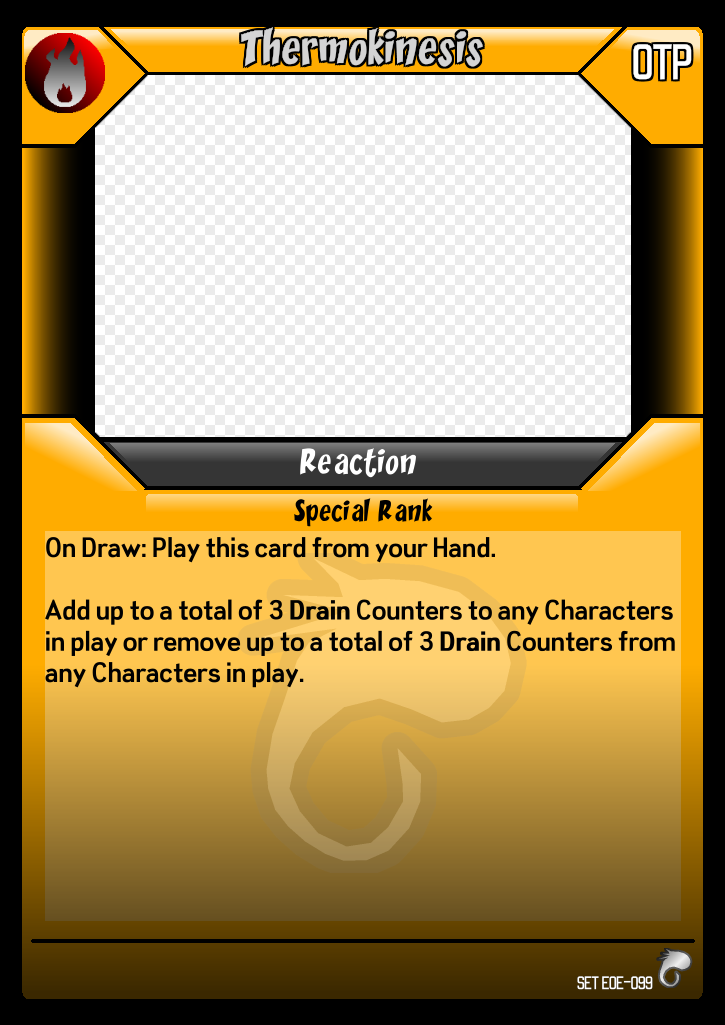 Thermokinesis
OTP
Reaction
Special Rank
On Draw: Play this card from your Hand.
Add up to a total of 3 Drain Counters to any Characters
in play or remove up to a total of 3 Drain Counters from
any Characters in play.
SET EOE-099